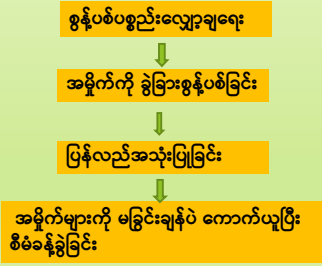 စွန့်ပစ်ပစ္စည်းလျှော့ချရေး
အမှိုက်ကို ခွဲခြားစွန့်ပစ်ခြင်း
ပြန်လည်အသုံးပြုခြင်း
အမှိုက်များကို မခြွင်းချန်ပဲ ကောက်ယူပြီး
စီမံခန့်ခွဲခြင်း